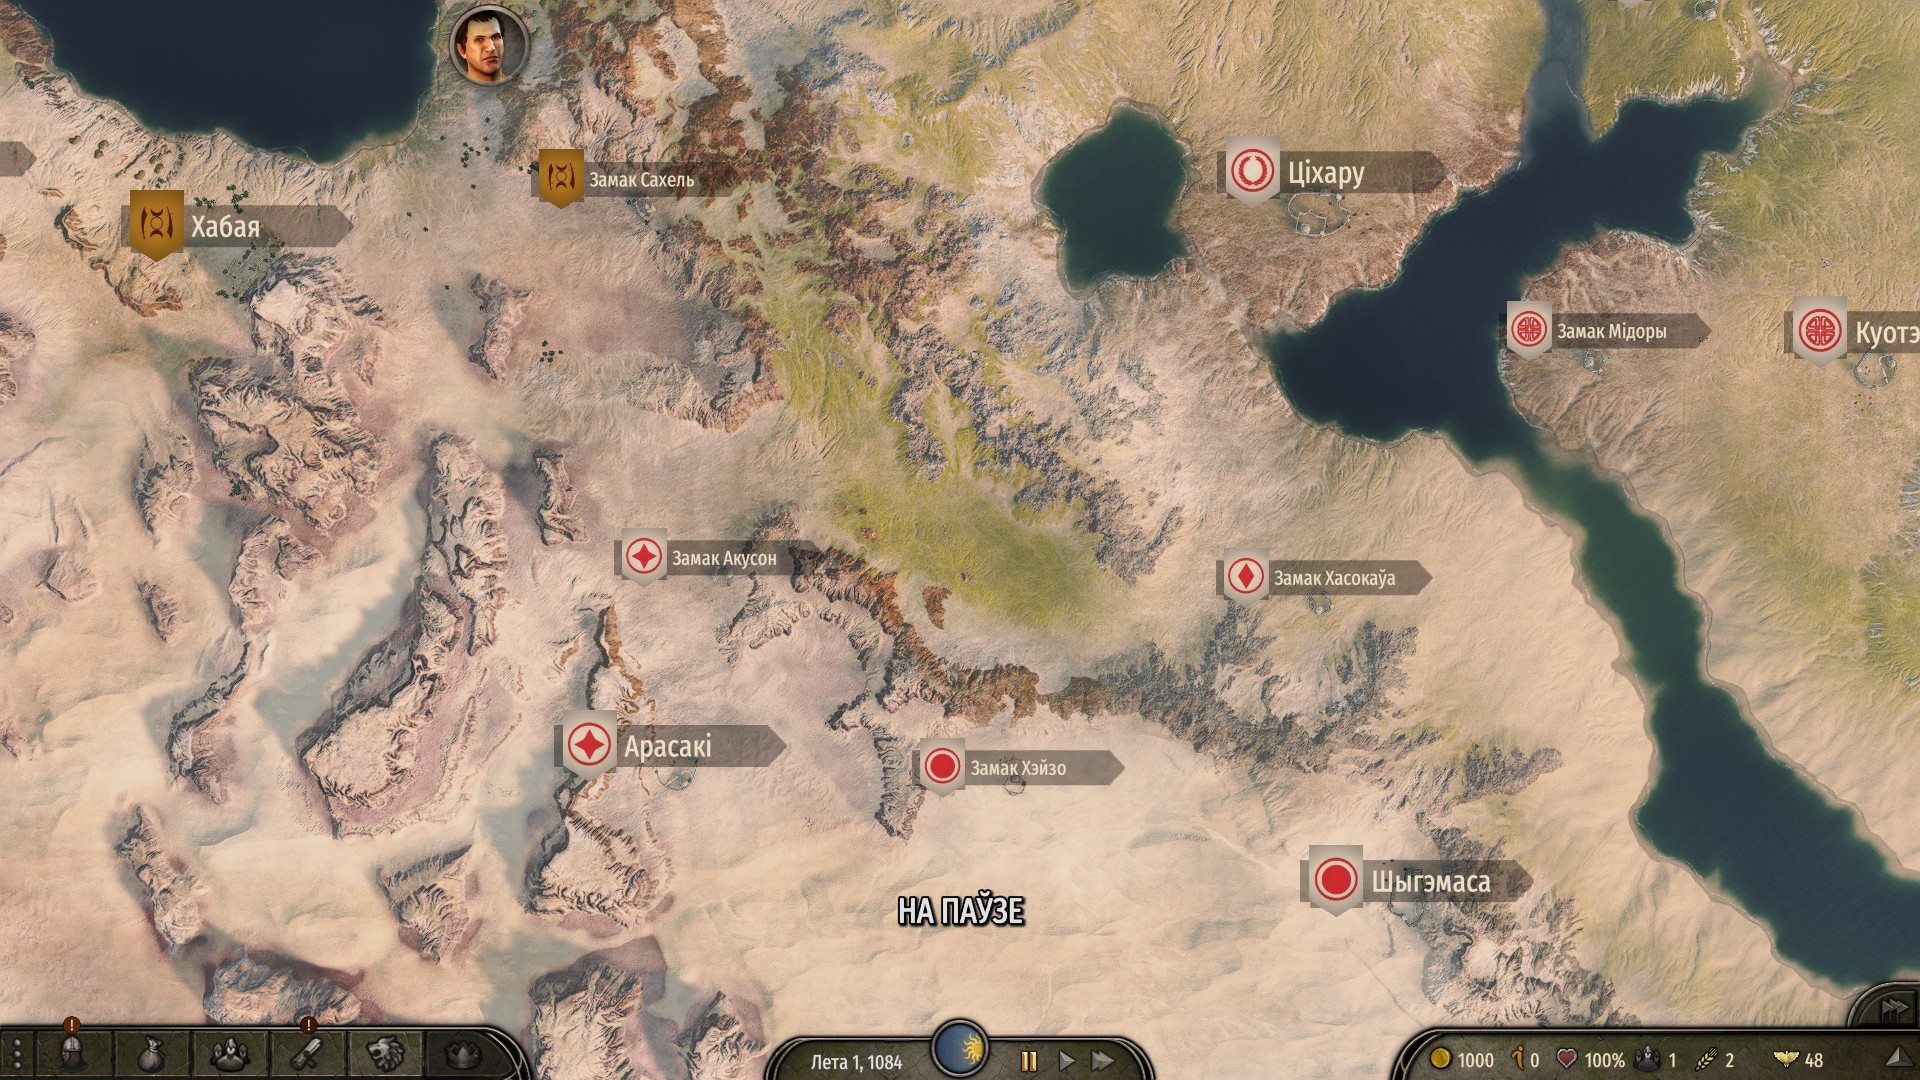 Замак Сахель
Ціхару
Хабая
Замак Мідоры
Куотэ
Замак Акусон
Замак Хасокаўа
Арасакі
Замак Хэйзо
Шыгэмаса
НА ПАЎЗЕ
Лета 1, 1084
1000
0
100%
1
2
48